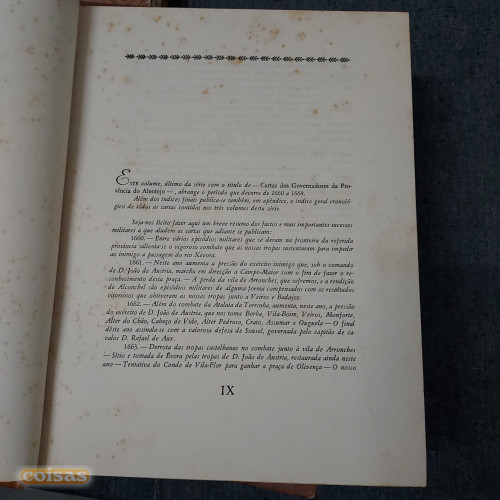 ESTE volume, último da série com o título de — Cartas dos Governadores da Pro-
víncia do Alentejo —, abrange o período que decorre de 1660 a 1668.
Além dos índices finais publica-se também, em apêndice, o índice geral cronoló-
gico de tôdas as cartas contidas nos três volumes desta série.
Seja-nos lícito fazer aqui um breve resumo dos factos e mais importantes sucessos
militares a que aludem as cartas que adiante se publicam:
1660. — Entre vários episódios militares que se deram na fronteira da referida
província salienta-se o vigoroso combate que as nossas tropas sustentaram para impedir
ao inimigo a passagem do rio Xévora.
1661. — Neste ano aumenta a pressão do exército inimigo que, sob o comando
de D. João de Austria, marcha em direcção a Campo-Maior com o fim de fazer o re-
conhecimento desta praça. — A perda da vila de Arronches, que sofremos, e a rendição
de Alconchel são episódios militares de alguma forma compensados com os resultados
vitoriosos que obtiveram as nossas tropas junto a Veiros e Badajoz.
1662. — Além do combate da Atalaia da Torrinha, aumenta, neste ano, a pressão
do exército de D. João de Austria, que nos toma Borba, Vila-Boim, Veiros, Monforte,
Alter do Chão, Cabeço de Vide, Alter Pedroso, Crato, Assumar e Ouguela — O final
dêste ano assinala-se com a valorosa defesa de Sousel, governada pelo capitão de ca-
valos D. Rafael de Aux.
1663. — Derrota das tropas castelhanas no combate junto à vila de Arronches
— Sítio e tomada de Évora pelas tropas de D. João de Austria, restaurada ainda neste
ano — Tentativa do Conde de Vila-Flor para ganhar a praça de Olivença — O nosso
IX
coisas